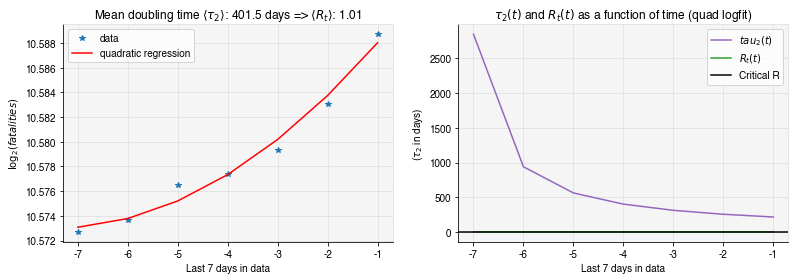 Mean doubling time ⟨τ₂⟩: 401.5 days => ⟨Rₜ⟩: 1.01
data
quadratic regression
log₂(fatalities)
10.588
10.586
10.584
10.582
10.580
10.578
10.576
10.574
10.572
-7 -6 -5 -4 -3 -2 -1
Last 7 days in data
τ₂(t) and Rₜ(t) as a function of time (quad logfit)
tau₂(t)
Rₜ(t)
Critical R
(τ₂ in days)
2500
2000
1500
1000
500
0
-7 -6 -5 -4 -3 -2 -1
Last 7 days in data